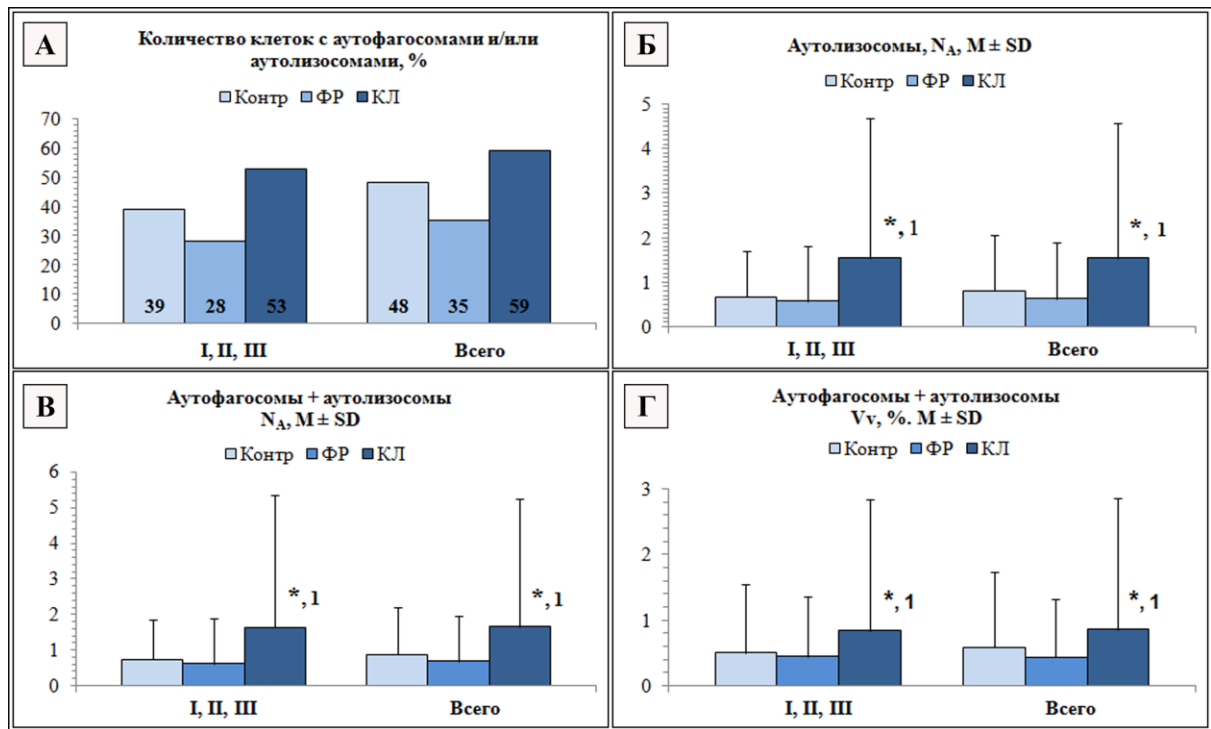 А
Количество клеток с аутофагосомами и/или
аутолизосомами, %
Контр ФР КЛ
70
60
50
40
30
20
10
0
39 28 53 48 35 59
I, II, III Всего
Б
Аутолизосомы, NA, M ± SD
Контр ФР КЛ
5
4
3
2
1
0
*, 1 *, 1
I, II, III Всего
В
Аутофагосомы + аутолизосомы
NA, M ± SD
Контр ФР КЛ
6
5
4
3
2
1
0
*, 1 *, 1
I, II, III Всего
Г
Аутофагосомы + аутолизосомы
Vv, %. M ± SD
Контр ФР КЛ
3
2
1
0
*, 1 *, 1
I, II, III Всего